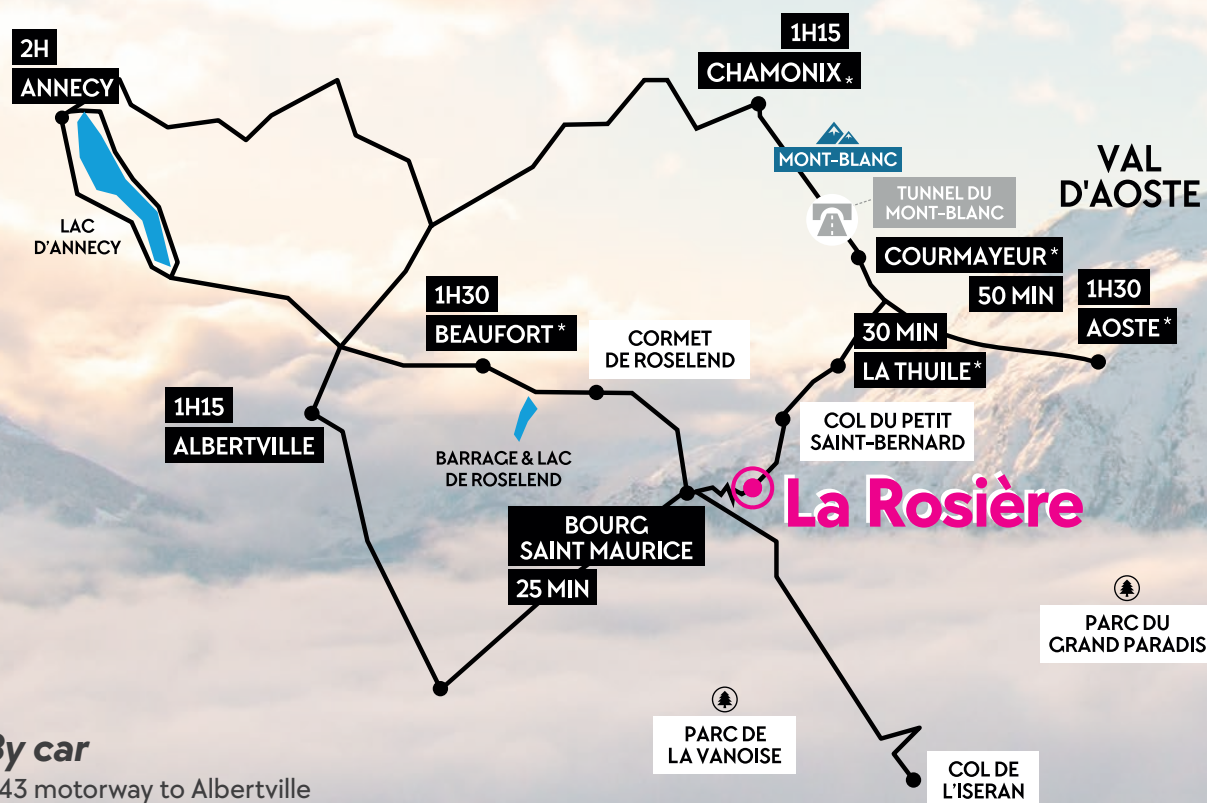 2H
ANNECY
1H15
CHAMONIX *
MONT-BLANC
VAL
D'AOSTE
TUNNEL DU
MONT-BLANC
LAC
D'ANNECY
COURMAYEUR *
50 MIN
1H30
AOSTE *
1H30
BEAUFORT *
CORMET
DE ROSELEND
30 MIN
LA THUILE *
1H15
ALBERTVILLE
COL DU PETIT
SAINT-BERNARD
BARRAGE & LAC
DE ROSELEND
La Rosière
BOURG
SAINT MAURICE
25 MIN
PARC DU
GRAND PARADIS
PARC DE
LA VANOISE
By car
43 motorway to Albertville
COL DE
L'ISERAN